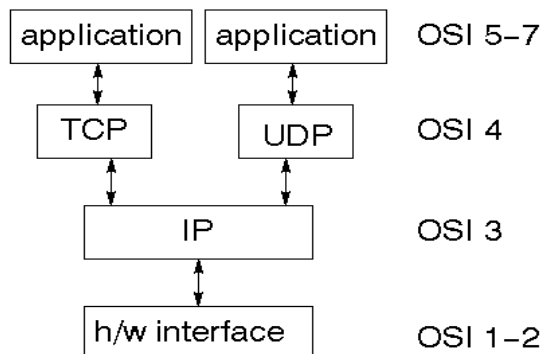 application application OSI 5-7
TCP UDP OSI 4
IP OSI 3
h/w interface OSI 1-2